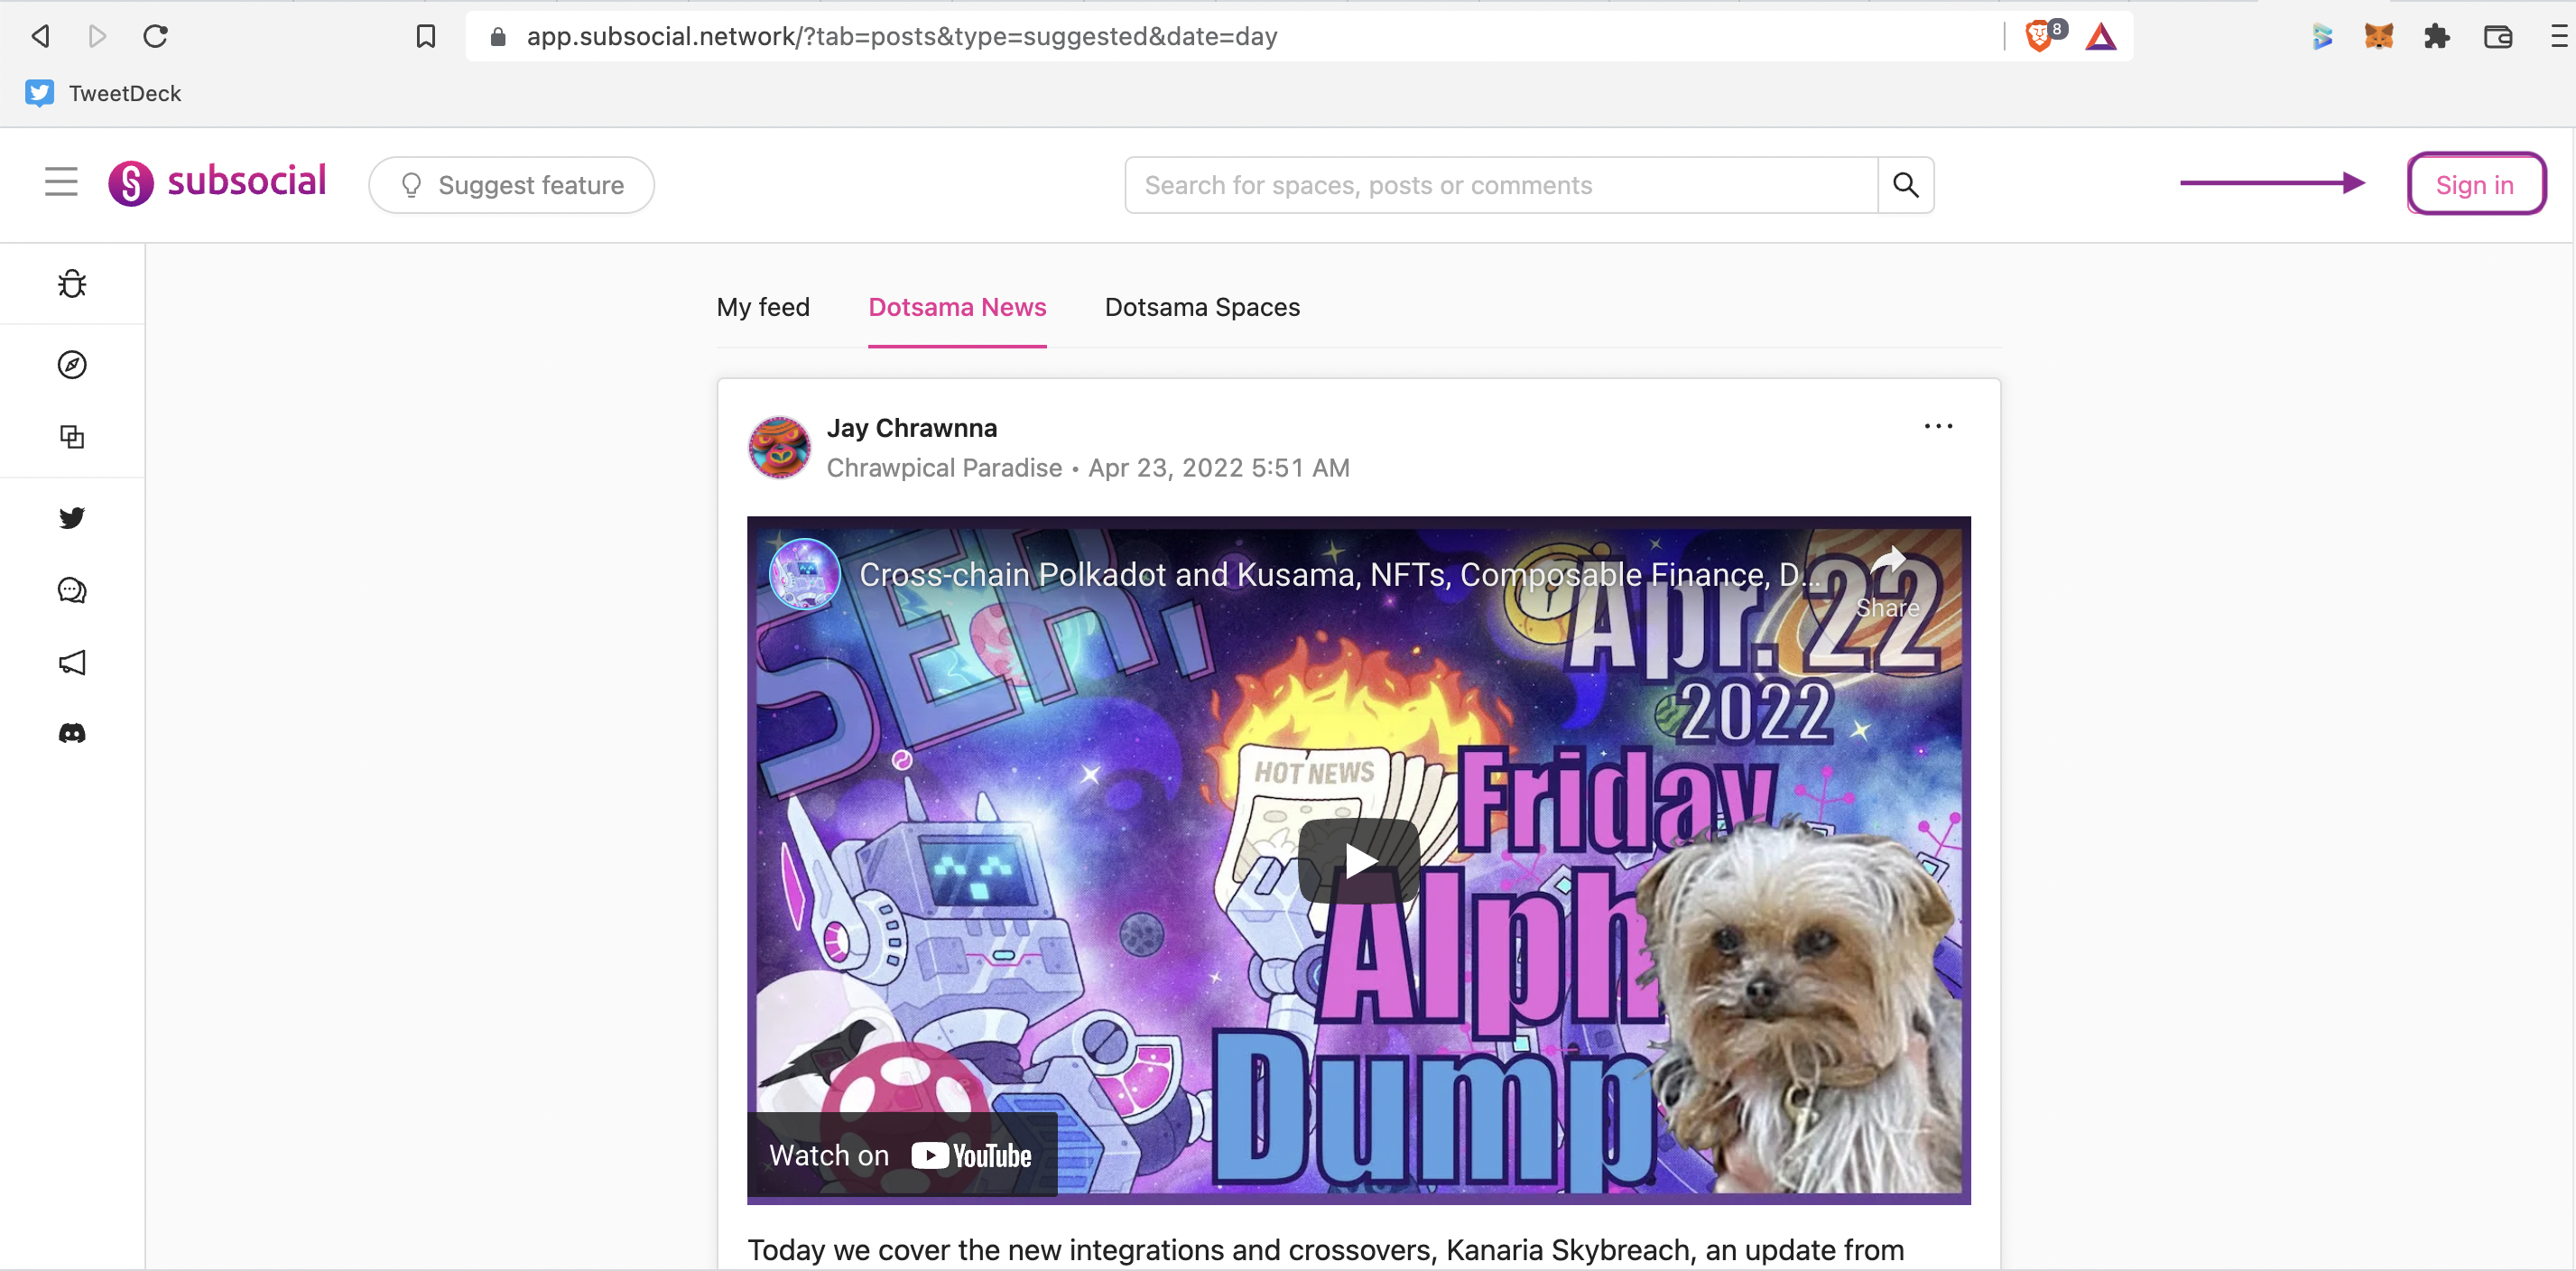 app.subsocial.network/?tab=posts&type=suggested&date=day
8
TweetDeck
subsocial
Suggest feature
Search for spaces, posts or comments
Sign in
My feed
Dotsama News
Dotsama Spaces
Jay Chrawnna
Chrawpical Paradise • Apr 23, 2022 5:51 AM
Cross-chain Polkadot and Kusama, NFTs, Composable Finance, D...
Share
SER,
Apr. 22
2022
HOT NEWS
Friday
Alph
Dump
Watch on YouTube
Today we cover the new integrations and crossovers, Kanaria Skybreach, an update from